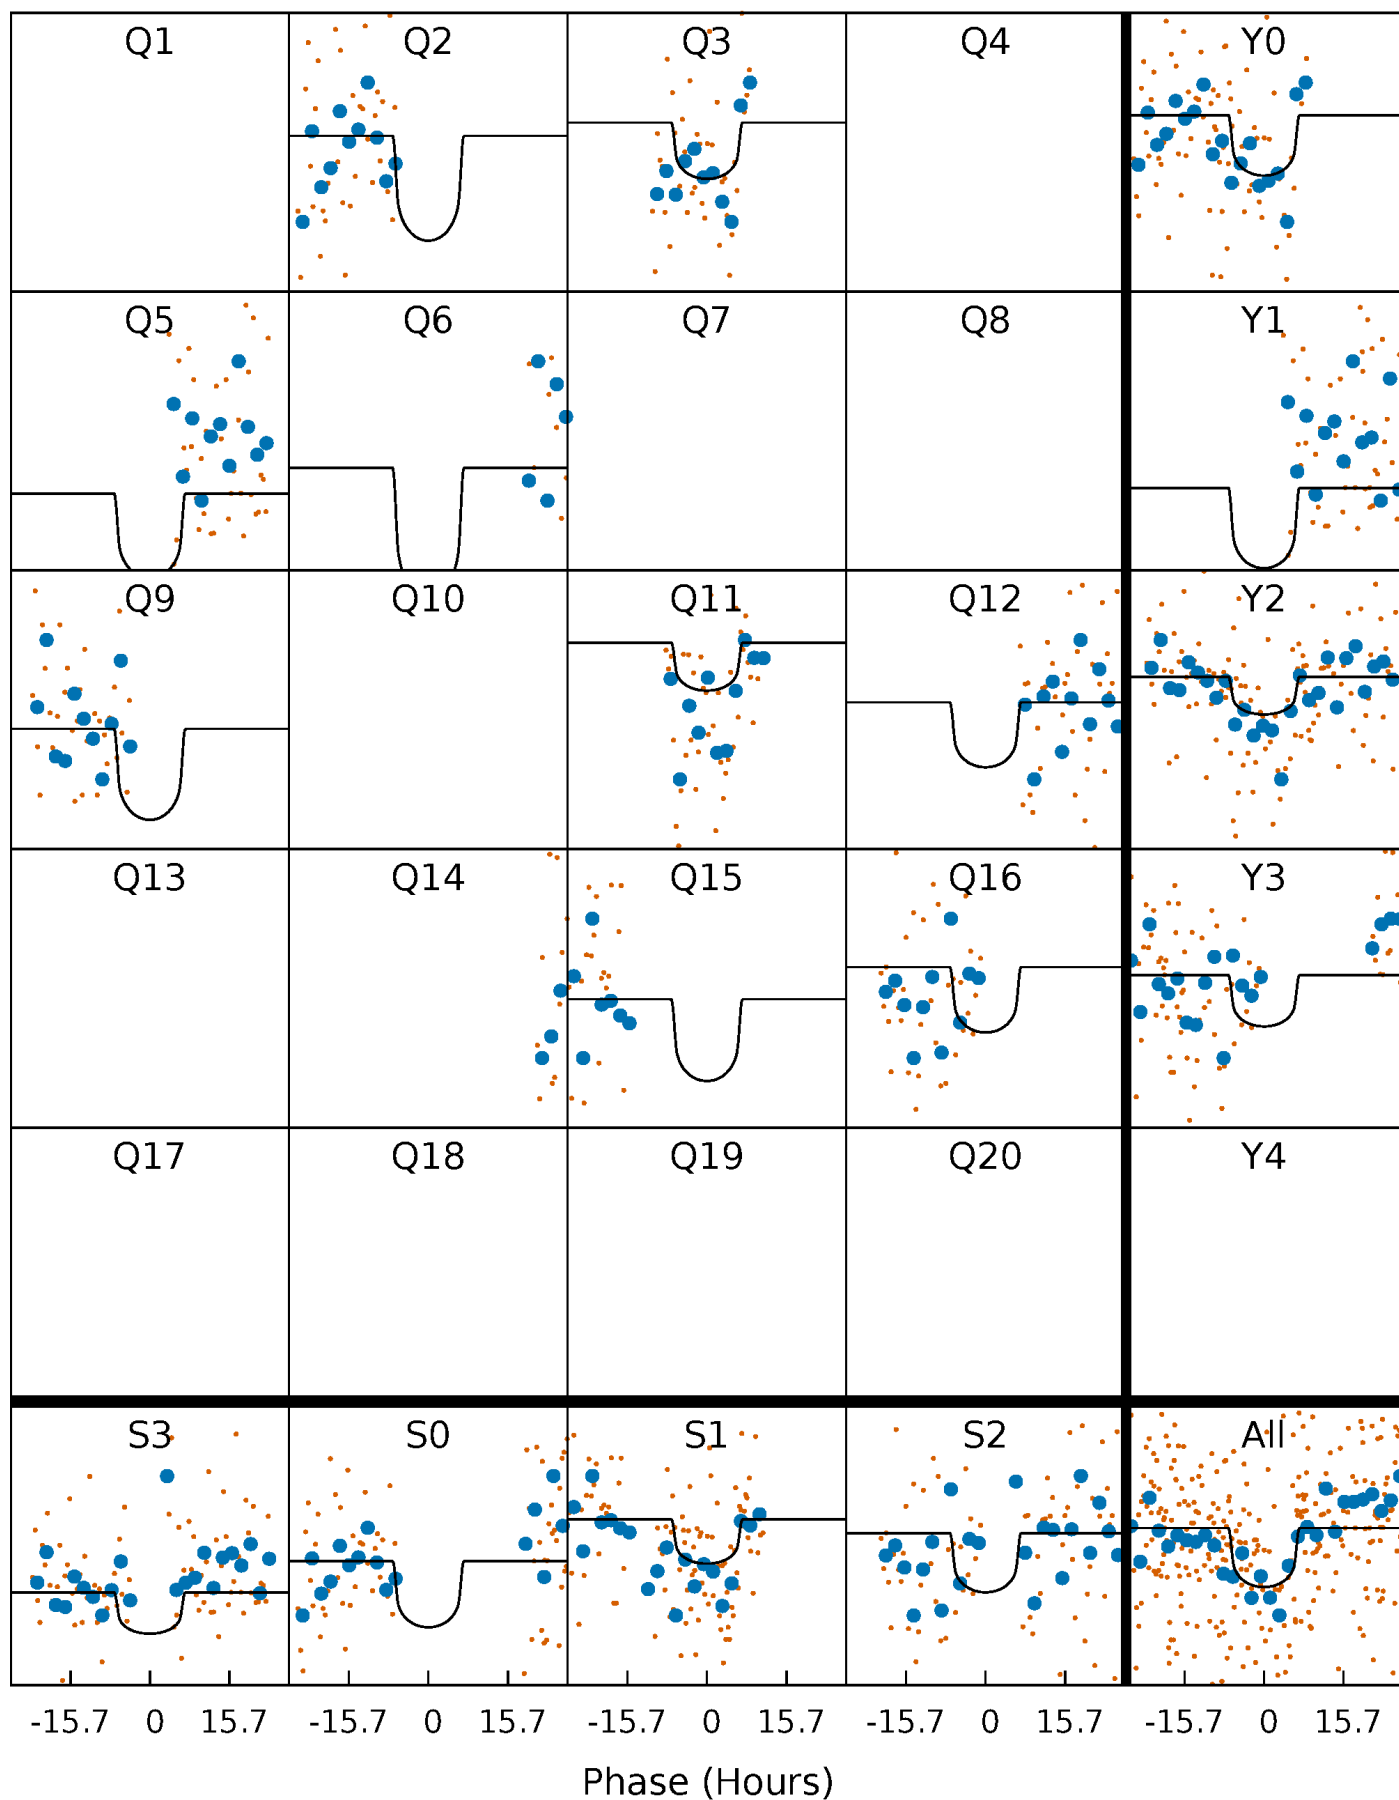 Q1 Q2 Q3 Q4 Y0
Q5 Q6 Q7 Q8 Y1
Q9 Q10 Q11 Q12 Y2
Q13 Q14 Q15 Q16 Y3
Q17 Q18 Q19 Q20 Y4
S3 S0 S1 S2 All
-15.7 0 15.7 -15.7 0 15.7 -15.7 0 15.7 -15.7 0 15.7 -15.7 0 15.7
Phase (Hours)